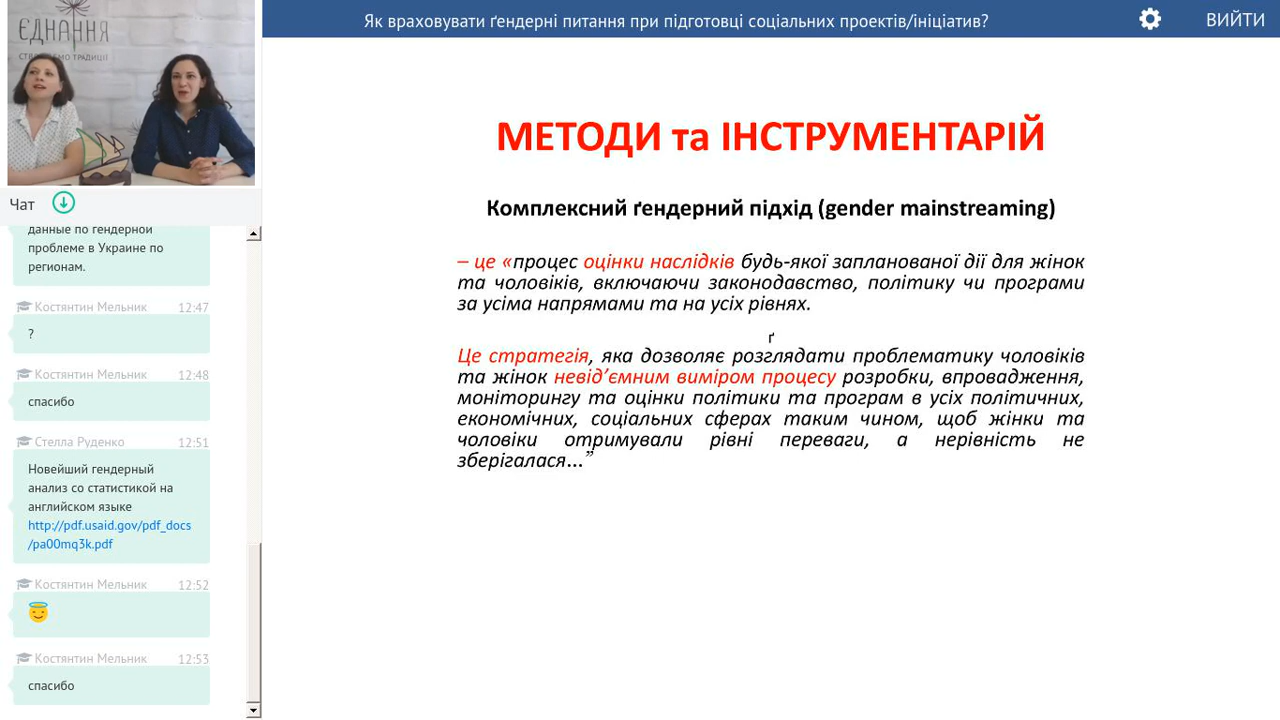 ЄДНАННЯ
Як враховувати ґендерні питання при підготовці соціальних проектів/ініціатив?
ВИЙТИ
Чат
данные по гендерной
проблеме в Украине по
регионам.
Костянтин Мельник 12:47
?
Костянтин Мельник 12:48
спасибо
Стелла Руденко 12:51
Новейший гендерный
анализ со статистикой на
английском языке
http://pdf.usaid.gov/pdf_docs
/pa00mq3k.pdf
Костянтин Мельник 12:52
Костянтин Мельник 12:53
спасибо
МЕТОДИ та ІНСТРУМЕНТАРІЙ
Комплексний ґендерний підхід (gender mainstreaming)
– це «процес оцінки наслідків будь-якої запланованої дії для жінок
та чоловіків, включаючи законодавство, політику чи програми
за усіма напрямами та на усіх рівнях.
ґ
Це стратегія, яка дозволяє розглядати проблематику чоловіків
та жінок невід’ємним виміром процесу розробки, впровадження,
моніторингу та оцінки політики та програм в усіх політичних,
економічних, соціальних сферах таким чином, щоб жінки та
чоловіки отримували рівні переваги, а нерівність не
зберігалася...”